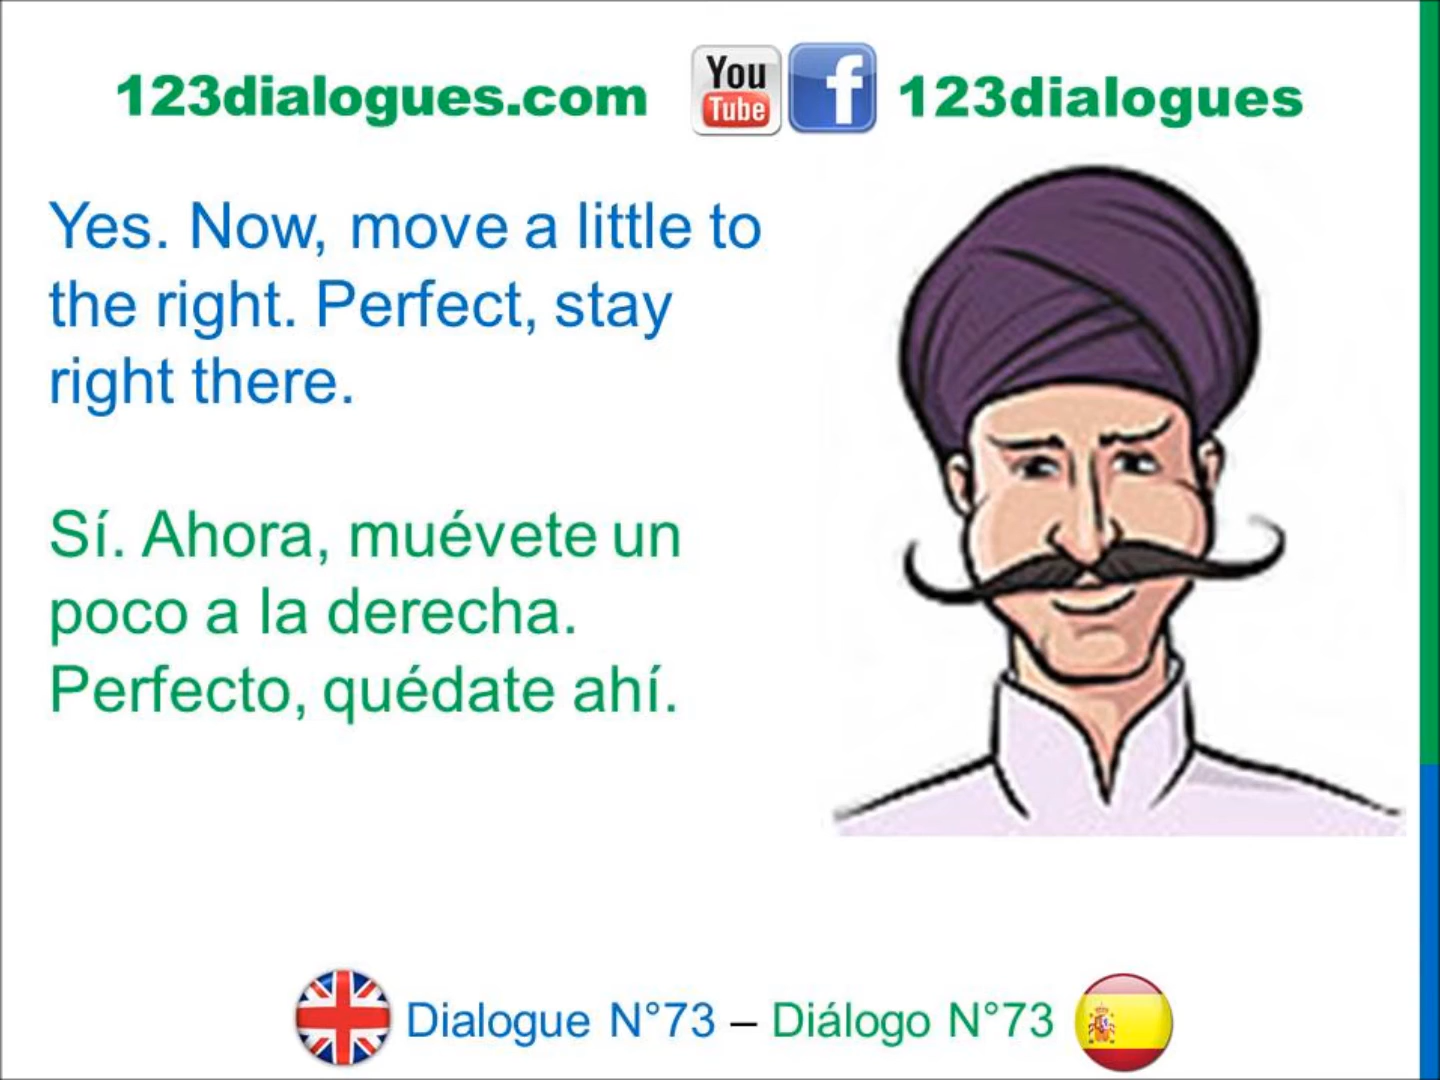 123dialogues.com You Tube f 123dialogues
Yes. Now, move a little to
the right. Perfect, stay
right there.
Sí. Ahora, muévete un
poco a la derecha.
Perfecto, quédate ahí.
Dialogue N°73 – Diálogo N°73